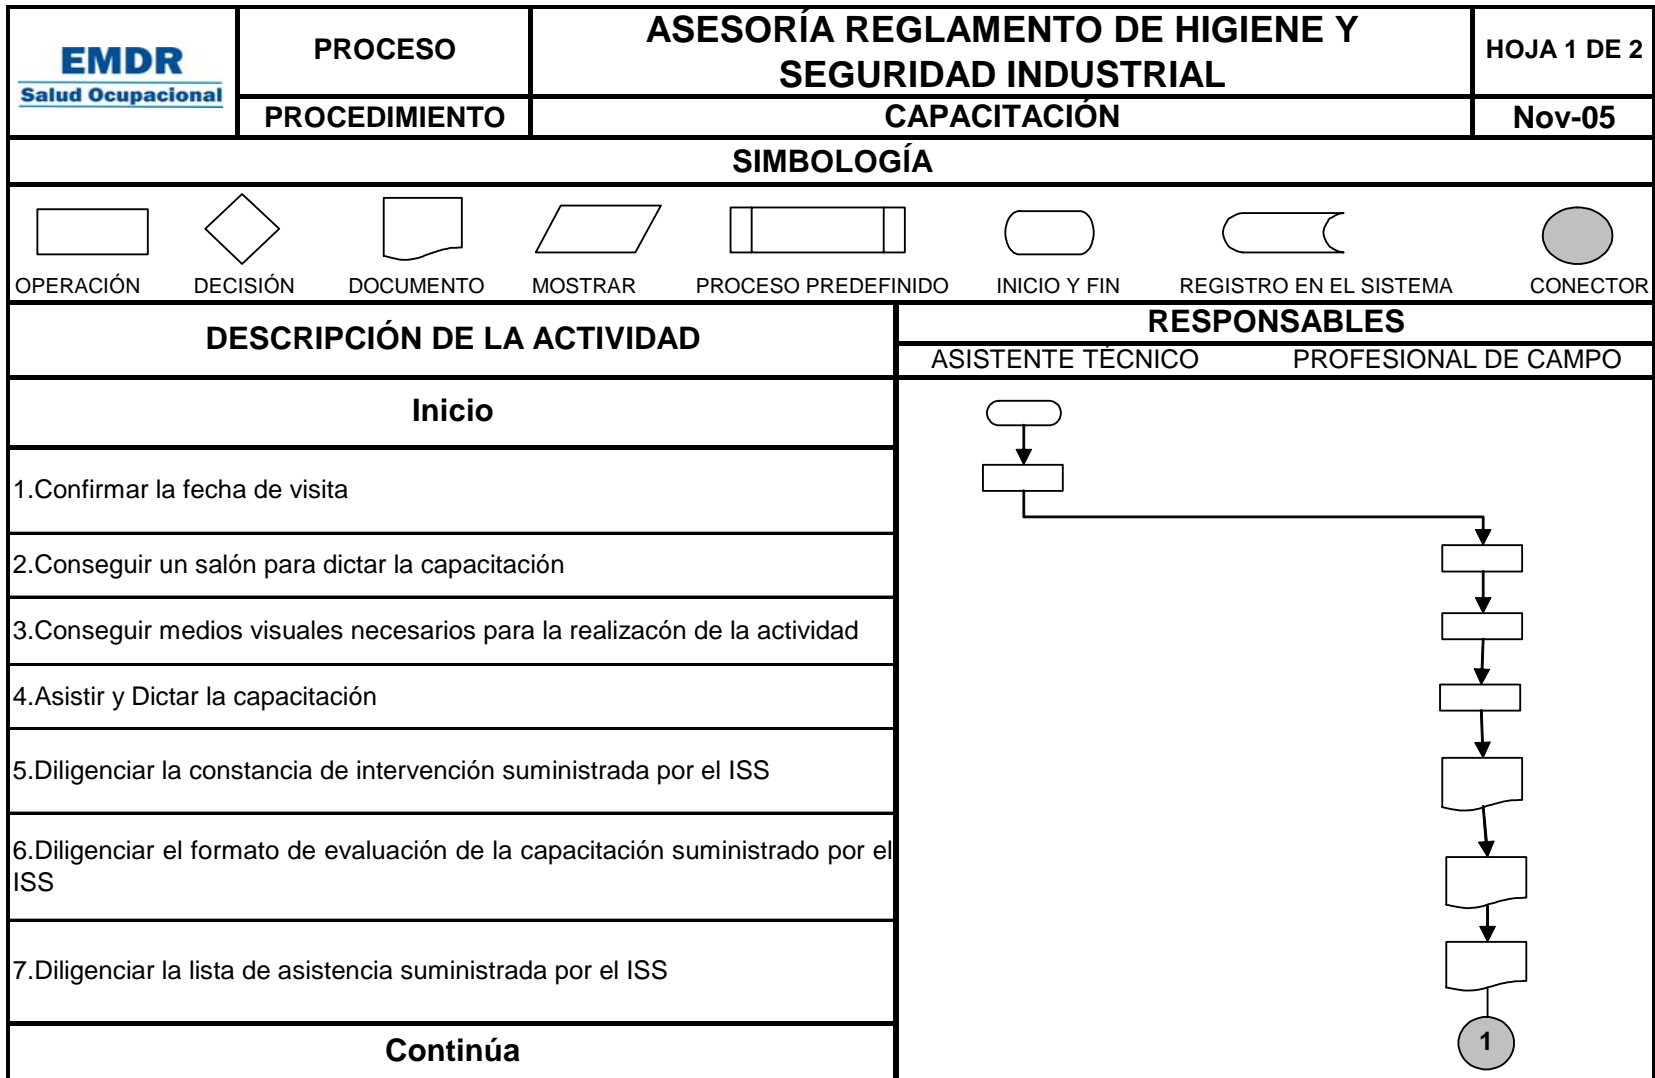 EMDR
Salud Ocupacional
PROCESO
ASESORÍA REGLAMENTO DE HIGIENE Y
SEGURIDAD INDUSTRIAL
HOJA 1 DE 2
PROCEDIMIENTO
CAPACITACIÓN
Nov-05
SIMBOLOGÍA
OPERACIÓN
DECISIÓN
DOCUMENTO
MOSTRAR
PROCESO PREDEFINIDO
INICIO Y FIN
REGISTRO EN EL SISTEMA
CONECTOR
DESCRIPCIÓN DE LA ACTIVIDAD
RESPONSABLES
ASISTENTE TÉCNICO
PROFESIONAL DE CAMPO
Inicio
1.Confirmar la fecha de visita
2.Conseguir un salón para dictar la capacitación
3.Conseguir medios visuales necesarios para la realizacón de la actividad
4.Asistir y Dictar la capacitación
5.Diligenciar la constancia de intervención suministrada por el ISS
6.Diligenciar el formato de evaluación de la capacitación suministrado por el
ISS
7.Diligenciar la lista de asistencia suministrada por el ISS
Continúa
1